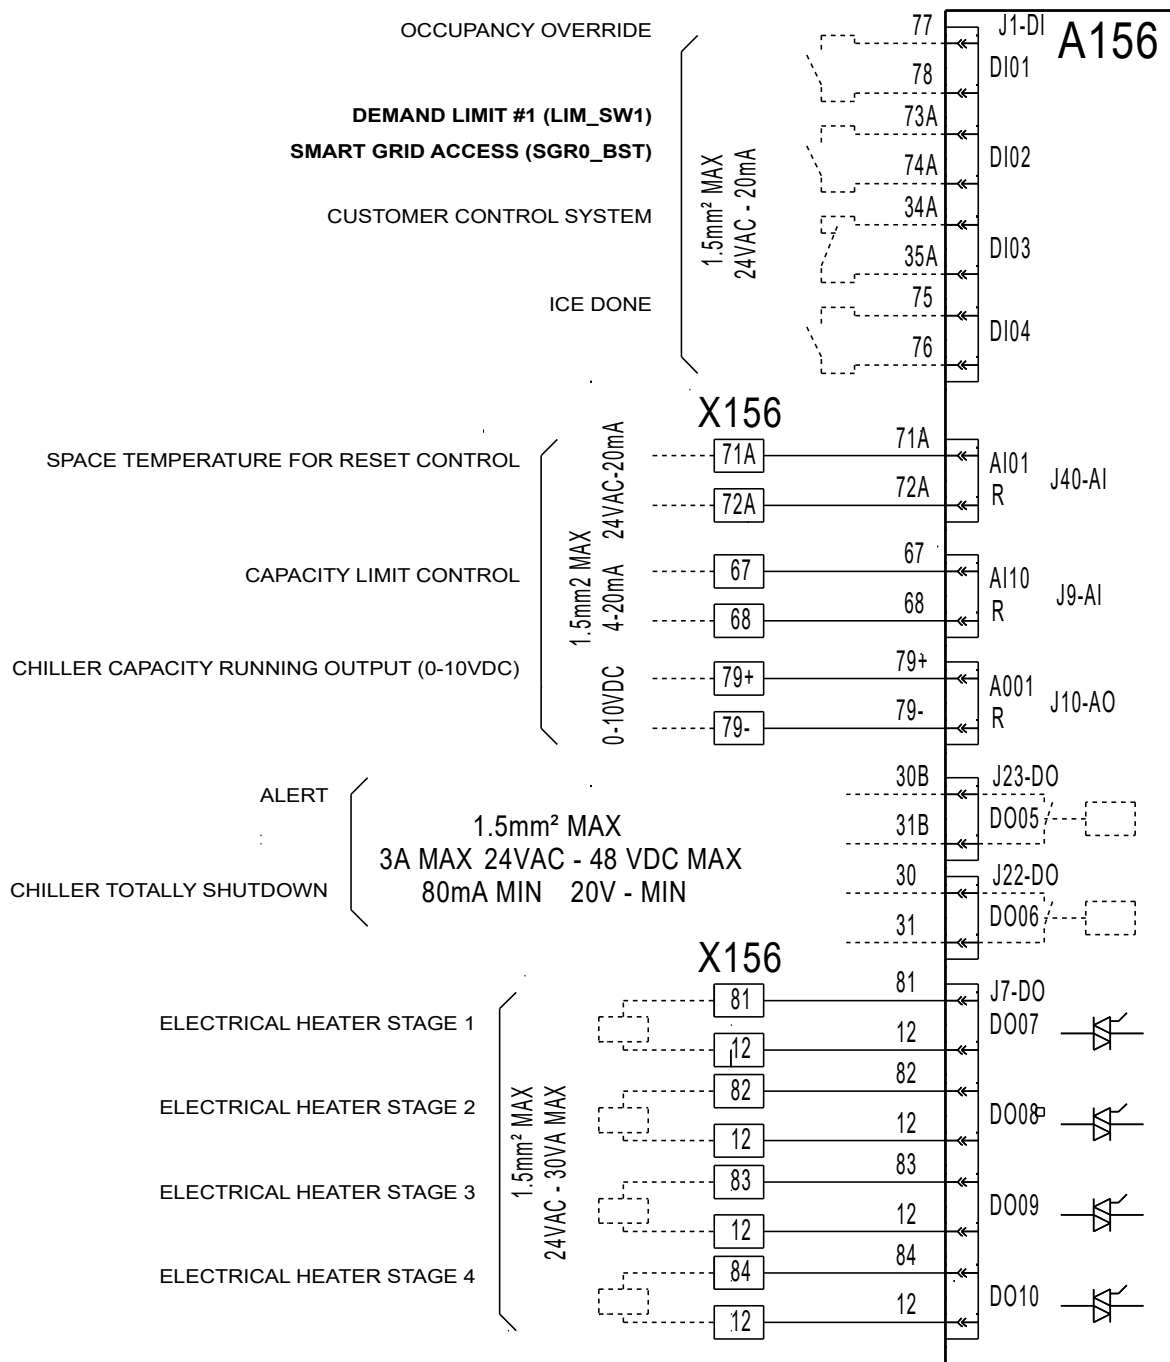 OCCUPANCY OVERRIDE
77
J1-DI
A156
78
DI01
DEMAND LIMIT #1 (LIM_SW1)
73A
SMART GRID ACCESS (SGR0_BST)
74A
DI02
CUSTOMER CONTROL SYSTEM
34A
35A
DI03
1.5mm² MAX
24VAC - 20mA
ICE DONE
75
76
DI04
X156
SPACE TEMPERATURE FOR RESET CONTROL
71A
71A
AI01
R
J40-AI
72A
72A
CAPACITY LIMIT CONTROL
67
67
AI10
R
J9-AI
68
68
CHILLER CAPACITY RUNNING OUTPUT (0-10VDC)
79+
79+
A001
R
J10-AO
79-
79-
1.5mm2 MAX
24VAC-20mA
4-20mA
0-10VDC
ALERT
30B
J23-DO
31B
DO05
1.5mm² MAX
3A MAX 24VAC - 48 VDC MAX
80mA MIN 20V - MIN
CHILLER TOTALLY SHUTDOWN
30
J22-DO
31
DO06
X156
ELECTRICAL HEATER STAGE 1
81
81
J7-DO
DO07
12
12
ELECTRICAL HEATER STAGE 2
82
82
DO08
12
12
1.5mm² MAX
24VAC - 30VA MAX
ELECTRICAL HEATER STAGE 3
83
83
DO09
12
12
ELECTRICAL HEATER STAGE 4
84
84
DO10
12
12